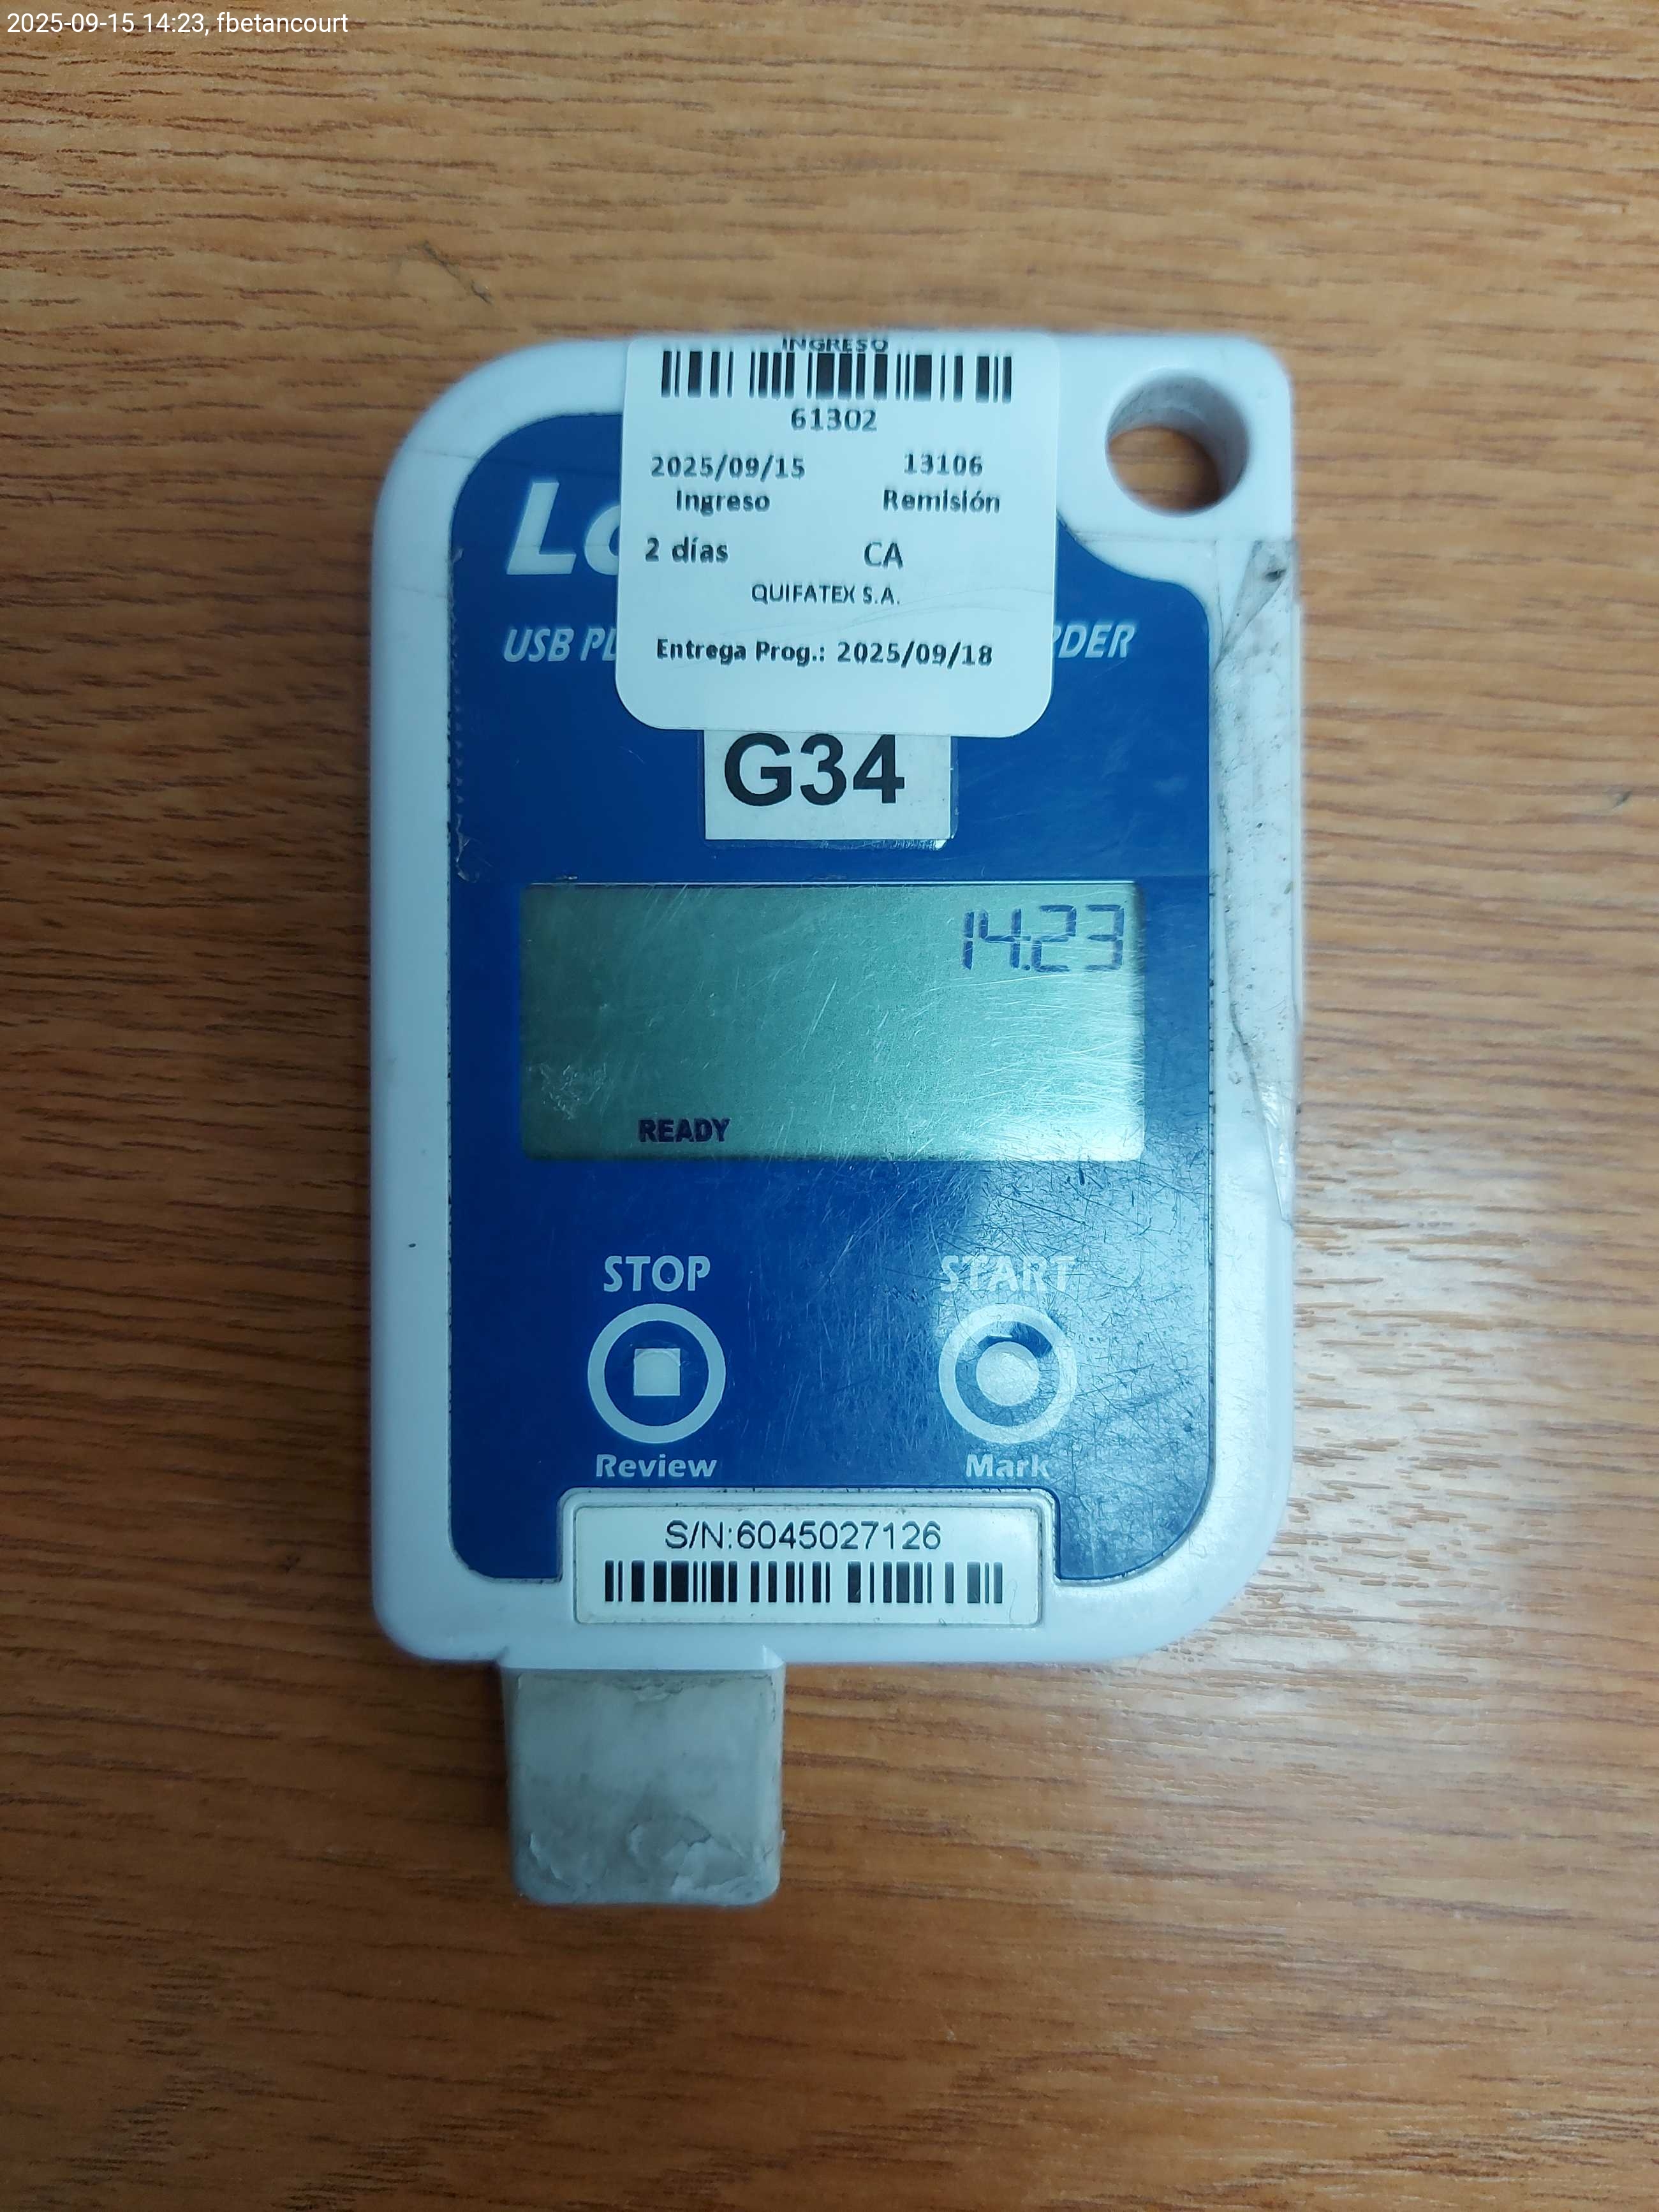 2025-09-15 14:23, fbetancourt
INGRESO
61302
2025/09/15 13106
Ingreso Remisión
2 días CA
QUIFATEX S.A.
Entrega Prog.: 2025/09/18
USB
G34
14:23
READY
STOP START
Review Mark
S/N:6045027126